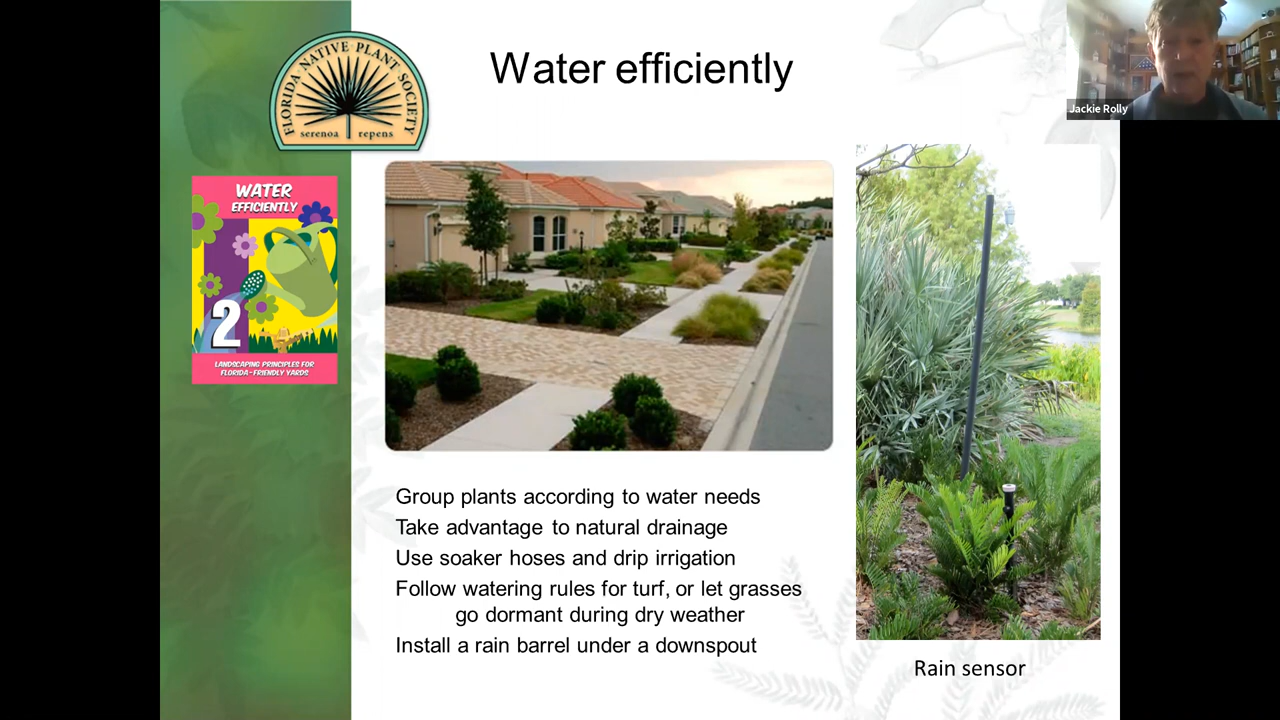 FLORIDA NATIVE PLANT SOCIETY
serenoa repens
Water efficiently
Jackie Rolly
WATER
EFFICIENTLY
2
LANDSCAPING PRINCIPLES FOR
FLORIDA-FRIENDLY YARDS
Group plants according to water needs
Take advantage to natural drainage
Use soaker hoses and drip irrigation
Follow watering rules for turf, or let grasses
go dormant during dry weather
Install a rain barrel under a downspout
Rain sensor